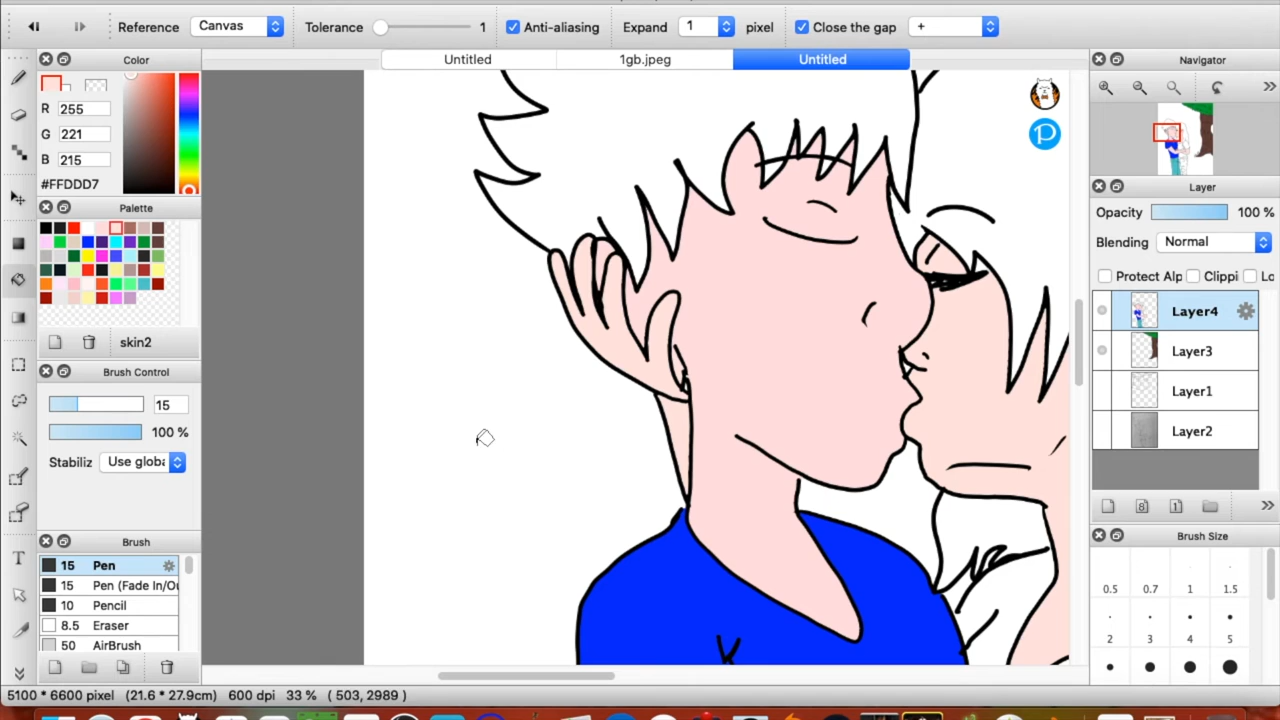 Reference Canvas Tolerance 1 Anti-aliasing Expand 1 pixel Close the gap +
Color
Untitled 1gb.jpeg Untitled
Navigator
R 255
G 221
B 215
#FFDDD7
Palette
skin2
Brush Control
15
100 %
Stabiliz Use globa
Brush
15 Pen
15 Pen (Fade In/Ou
10 Pencil
8.5 Eraser
50 AirBrush
Layer
Opacity 100 %
Blending Normal
Protect Alp Clippi Lo
Layer4
Layer3
Layer1
Layer2
8 1
Brush Size
0.5 0.7 1 1.5
2 3 4 5
T
P
5100 * 6600 pixel (21.6 * 27.9cm) 600 dpi 33 % ( 503, 2989 )